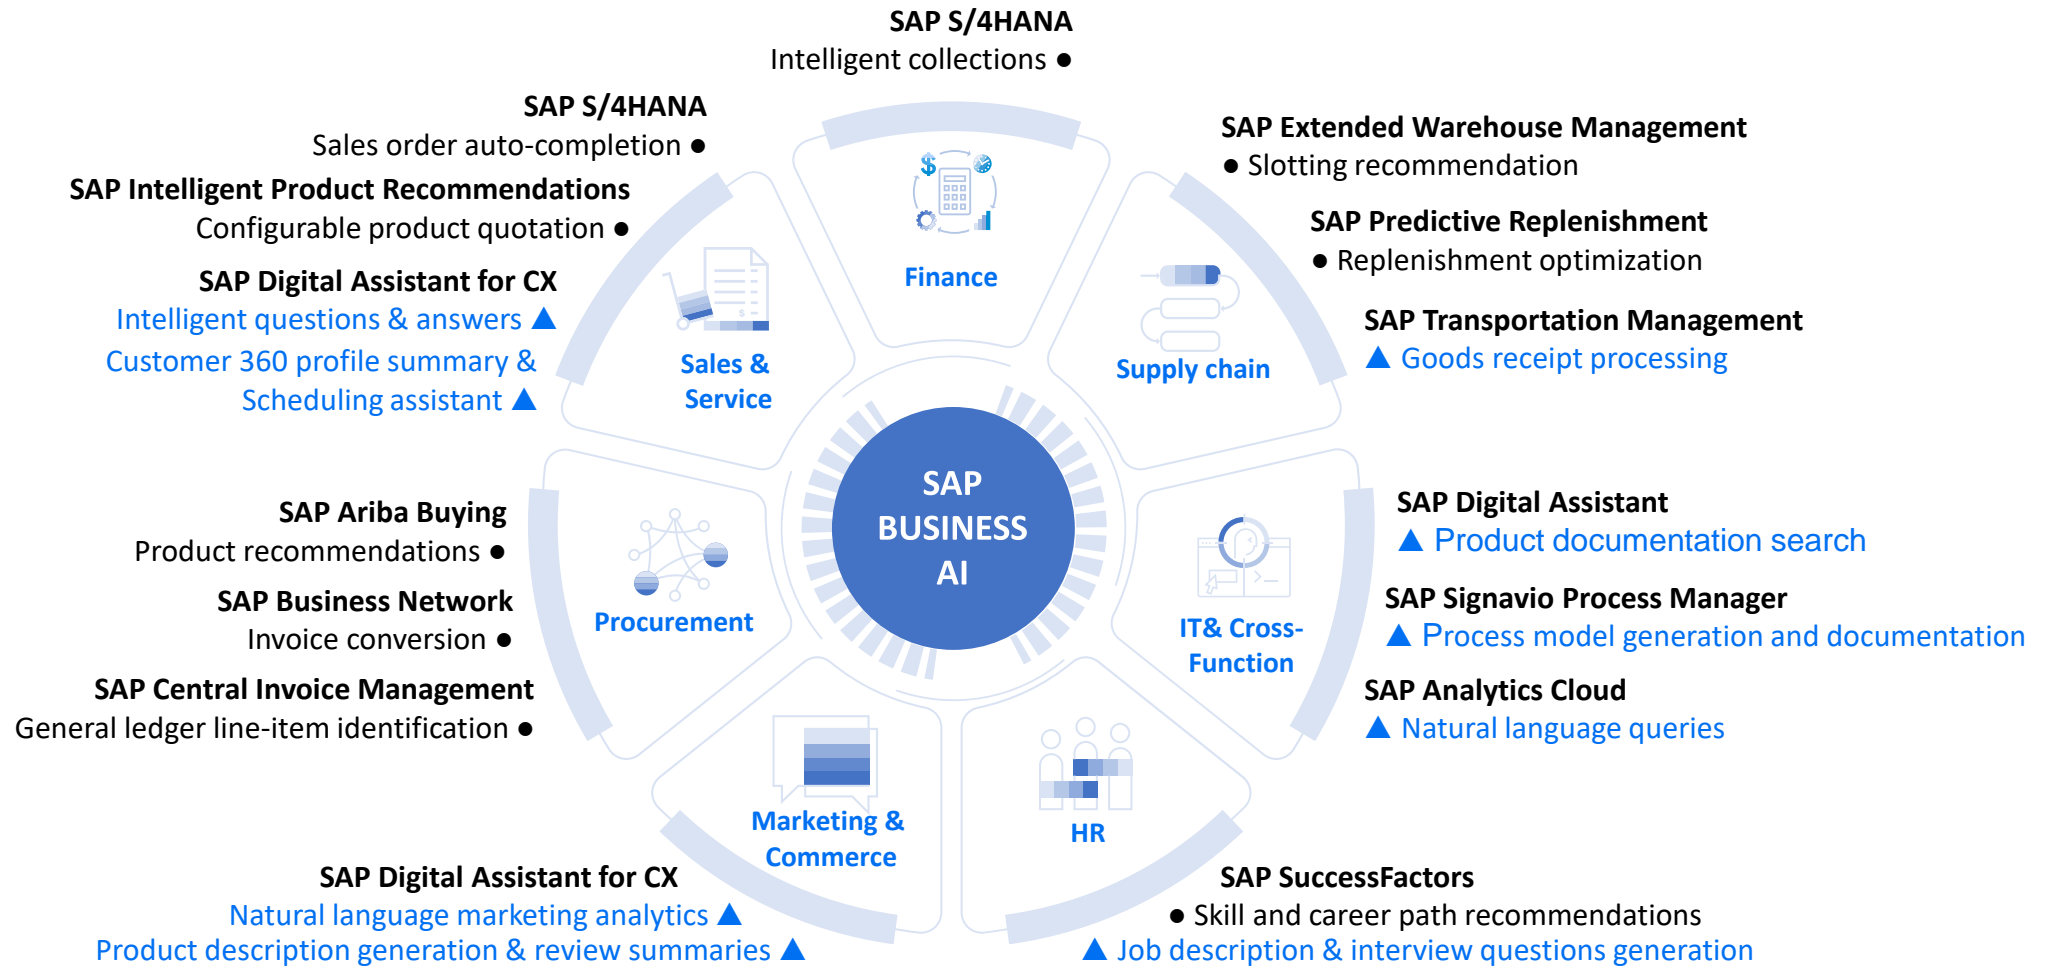 SAP S/4HANA
Intelligent collections ●
Finance
SAP Extended Warehouse Management
● Slotting recommendation
SAP Predictive Replenishment
● Replenishment optimization
SAP Transportation Management
▲ Goods receipt processing
Supply chain
SAP Digital Assistant
▲ Product documentation search
SAP Signavio Process Manager
▲ Process model generation and documentation
SAP Analytics Cloud
▲ Natural language queries
IT& Cross-
Function
HR
SAP SuccessFactors
● Skill and career path recommendations
▲ Job description & interview questions generation
Marketing &
Commerce
SAP Digital Assistant for CX
Natural language marketing analytics ▲
Product description generation & review summaries ▲
SAP Ariba Buying
Product recommendations ●
SAP Business Network
Invoice conversion ●
SAP Central Invoice Management
General ledger line-item identification ●
Procurement
SAP S/4HANA
Sales order auto-completion ●
SAP Intelligent Product Recommendations
Configurable product quotation ●
SAP Digital Assistant for CX
Intelligent questions & answers ▲
Customer 360 profile summary &
Scheduling assistant ▲
$
$
Sales &
Service
SAP
BUSINESS
AI